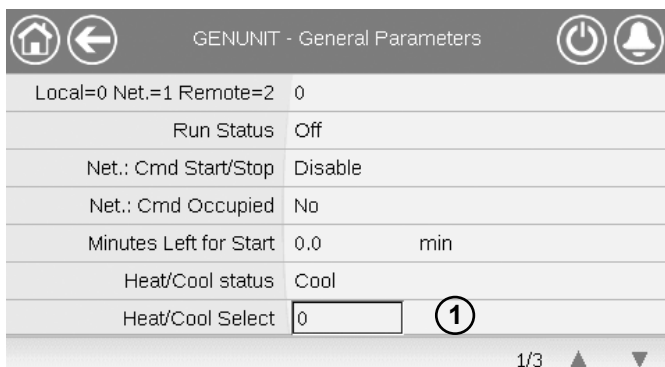 GENUNIT - General Parameters
Local=0 Net.=1 Remote=2 0
Run Status Off
Net.: Cmd Start/Stop Disable
Net.: Cmd Occupied No
Minutes Left for Start 0.0 min
Heat/Cool status Cool
Heat/Cool Select 0 1
1/3